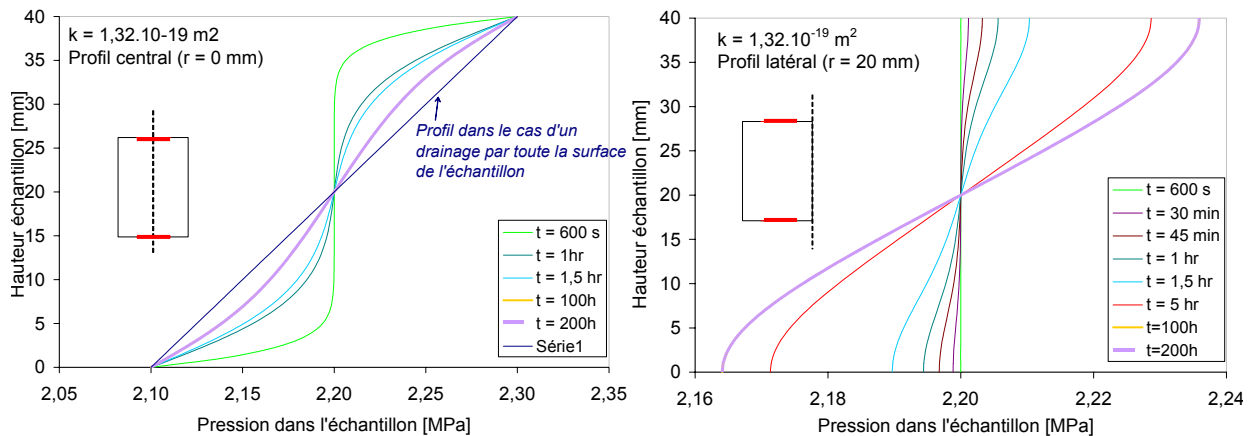 k = 1,32.10-19 m2
Profil central (r = 0 mm)
Profil dans le cas d'un
drainage par toute la surface
de l'échantillon
Hauteur échantillon [mm]
40
35
30
25
20
15
10
5
0
t = 600 s
t = 1hr
t = 1,5 hr
t = 100h
t = 200h
Série1
2,05 2,10 2,15 2,20 2,25 2,30 2,35
Pression dans l'échantillon [MPa]
k = 1,32.10⁻¹⁹ m²
Profil latéral (r = 20 mm)
Hauteur échantillon [mm]
40
35
30
25
20
15
10
5
0
t = 600 s
t = 30 min
t = 45 min
t = 1 hr
t = 1,5 hr
t = 5 hr
t=100h
t=200h
2,16 2,18 2,20 2,22 2,24
Pression dans l'échantillon [MPa]